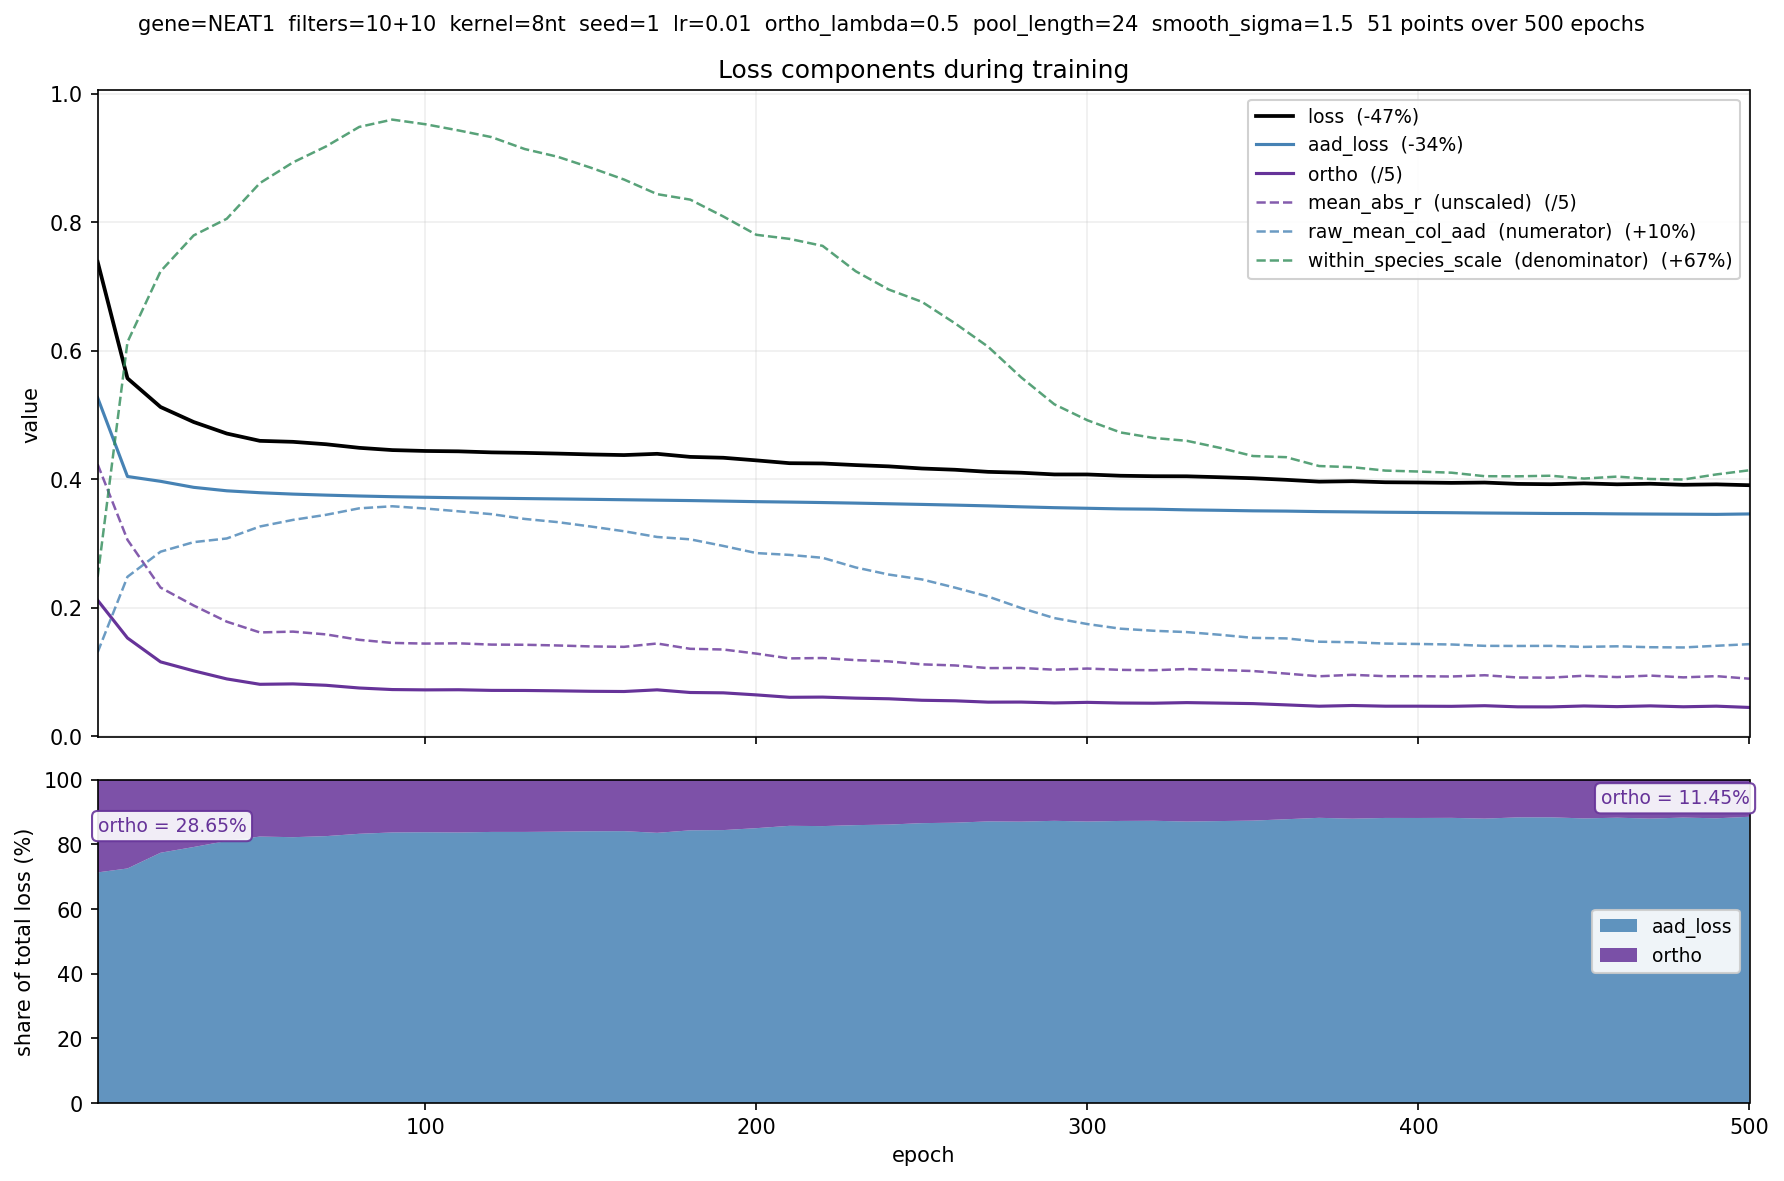 gene=NEAT1  filters=10+10  kernel=8nt  seed=1  lr=0.01  ortho_lambda=0.5  pool_length=24  smooth_sigma=1.5  51 points over 500 epochs
Loss components during training
1.0
0.8
0.6
0.4
0.2
0.0
value
loss  (-47%)
aad_loss  (-34%)
ortho  (/5)
mean_abs_r  (unscaled)  (/5)
raw_mean_col_aad  (numerator)  (+10%)
within_species_scale  (denominator)  (+67%)
100
80
60
40
20
0
share of total loss (%)
ortho = 28.65%
ortho = 11.45%
aad_loss
ortho
100
200
300
400
500
epoch